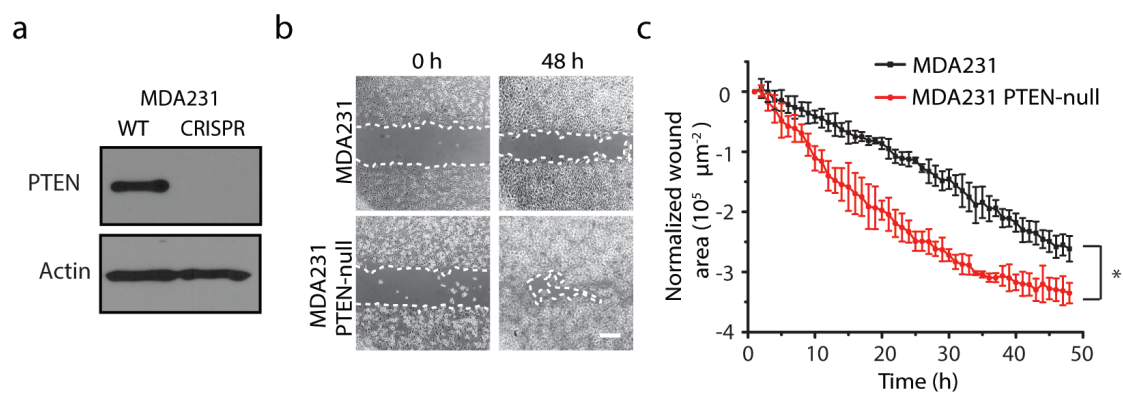 a
MDA231
WT CRISPR
PTEN
Actin
b
0 h 48 h
MDA231
MDA231
PTEN-null
c
MDA231
MDA231 PTEN-null
Normalized wound
area (10⁵ μm⁻²)
0
-1
-2
-3
-4
0 10 20 30 40 50
Time (h)
*